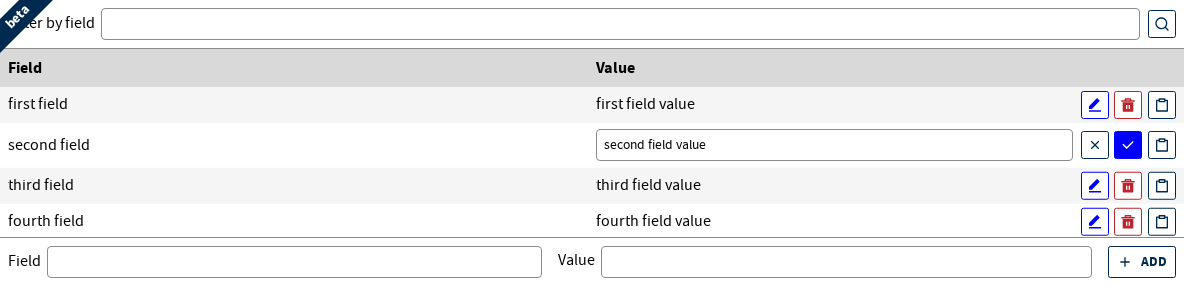 beta
ter by field
Field Value
first field first field value
second field second field value
third field third field value
fourth field fourth field value
Field Value + ADD